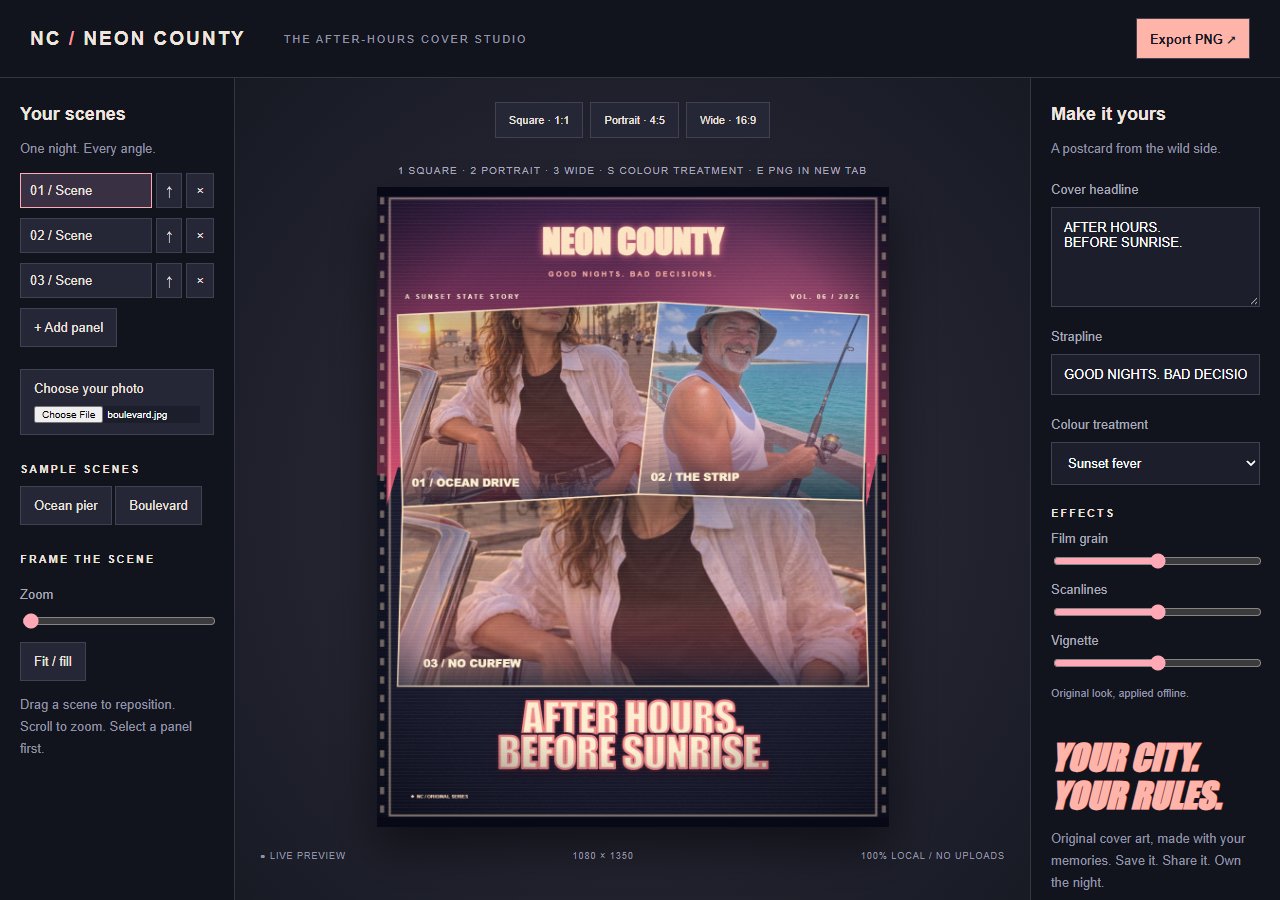 NC / NEON COUNTY
THE AFTER-HOURS COVER STUDIO
Export PNG ↗
Your scenes
One night. Every angle.
01 / Scene
↑
×
02 / Scene
↑
×
03 / Scene
↑
×
+ Add panel
Choose your photo
Choose File boulevard.jpg
SAMPLE SCENES
Ocean pier
Boulevard
FRAME THE SCENE
Zoom
Fit / fill
Drag a scene to reposition.
Scroll to zoom. Select a panel
first.
Square · 1:1
Portrait · 4:5
Wide · 16:9
1 SQUARE · 2 PORTRAIT · 3 WIDE · S COLOUR TREATMENT · E PNG IN NEW TAB
NEON COUNTY
GOOD NIGHTS. BAD DECISIONS.
A SUNSET STATE STORY
VOL. 06 / 2026
01 / OCEAN DRIVE
02 / THE STRIP
03 / NO CURFEW
AFTER HOURS.
BEFORE SUNRISE.
NC / ORIGINAL SERIES
LIVE PREVIEW
1080 × 1350
100% LOCAL / NO UPLOADS
Make it yours
A postcard from the wild side.
Cover headline
AFTER HOURS.
BEFORE SUNRISE.
Strapline
GOOD NIGHTS. BAD DECISIO
Colour treatment
Sunset fever
EFFECTS
Film grain
Scanlines
Vignette
Original look, applied offline.
YOUR CITY.
YOUR RULES.
Original cover art, made with your
memories. Save it. Share it. Own
the night.